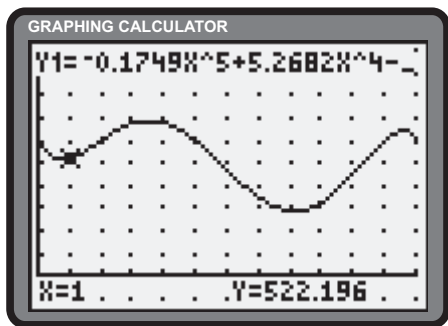 GRAPHING CALCULATOR
Y1=-0.1749X^5+5.2682X^4-_
X=1 Y=522.196